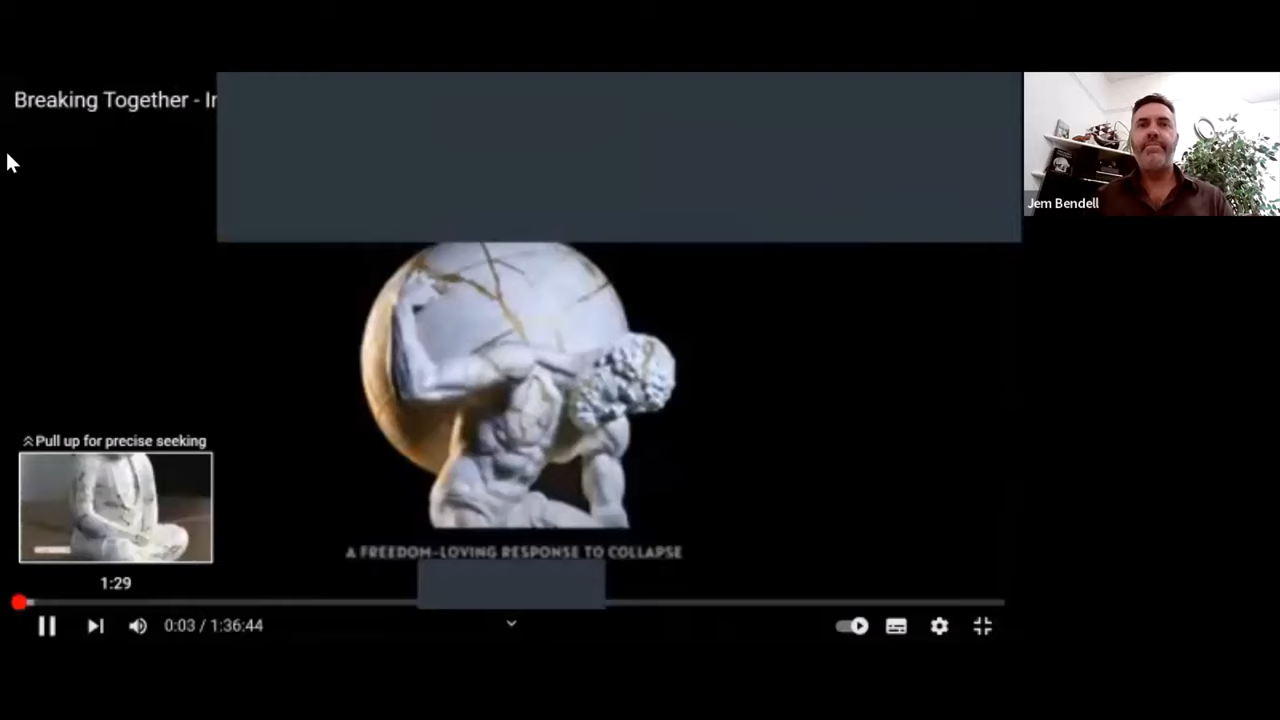 Breaking Together - Ir
Jem Bendell
Pull up for precise seeking
A FREEDOM-LOVING RESPONSE TO COLLAPSE
1:29
0:03 / 1:36:44